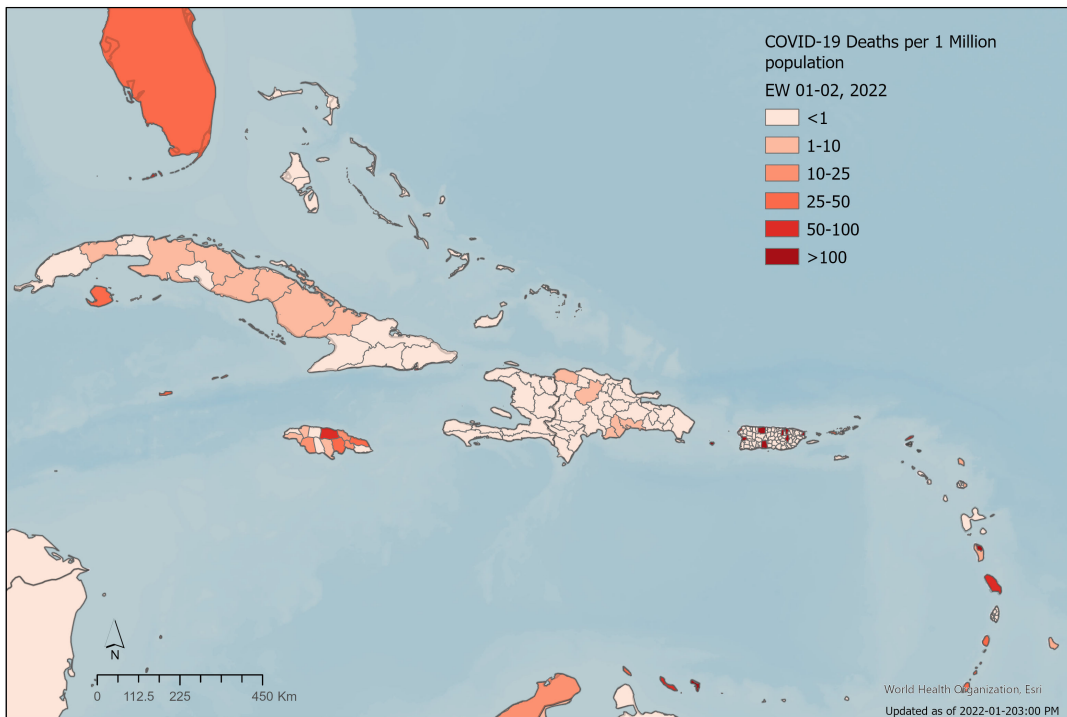 COVID-19 Deaths per 1 Million
population
EW 01-02, 2022
<1
1-10
10-25
25-50
50-100
>100
N
0 112.5 225 450 Km
World Health Organization, Esri
Updated as of 2022-01-203:00 PM